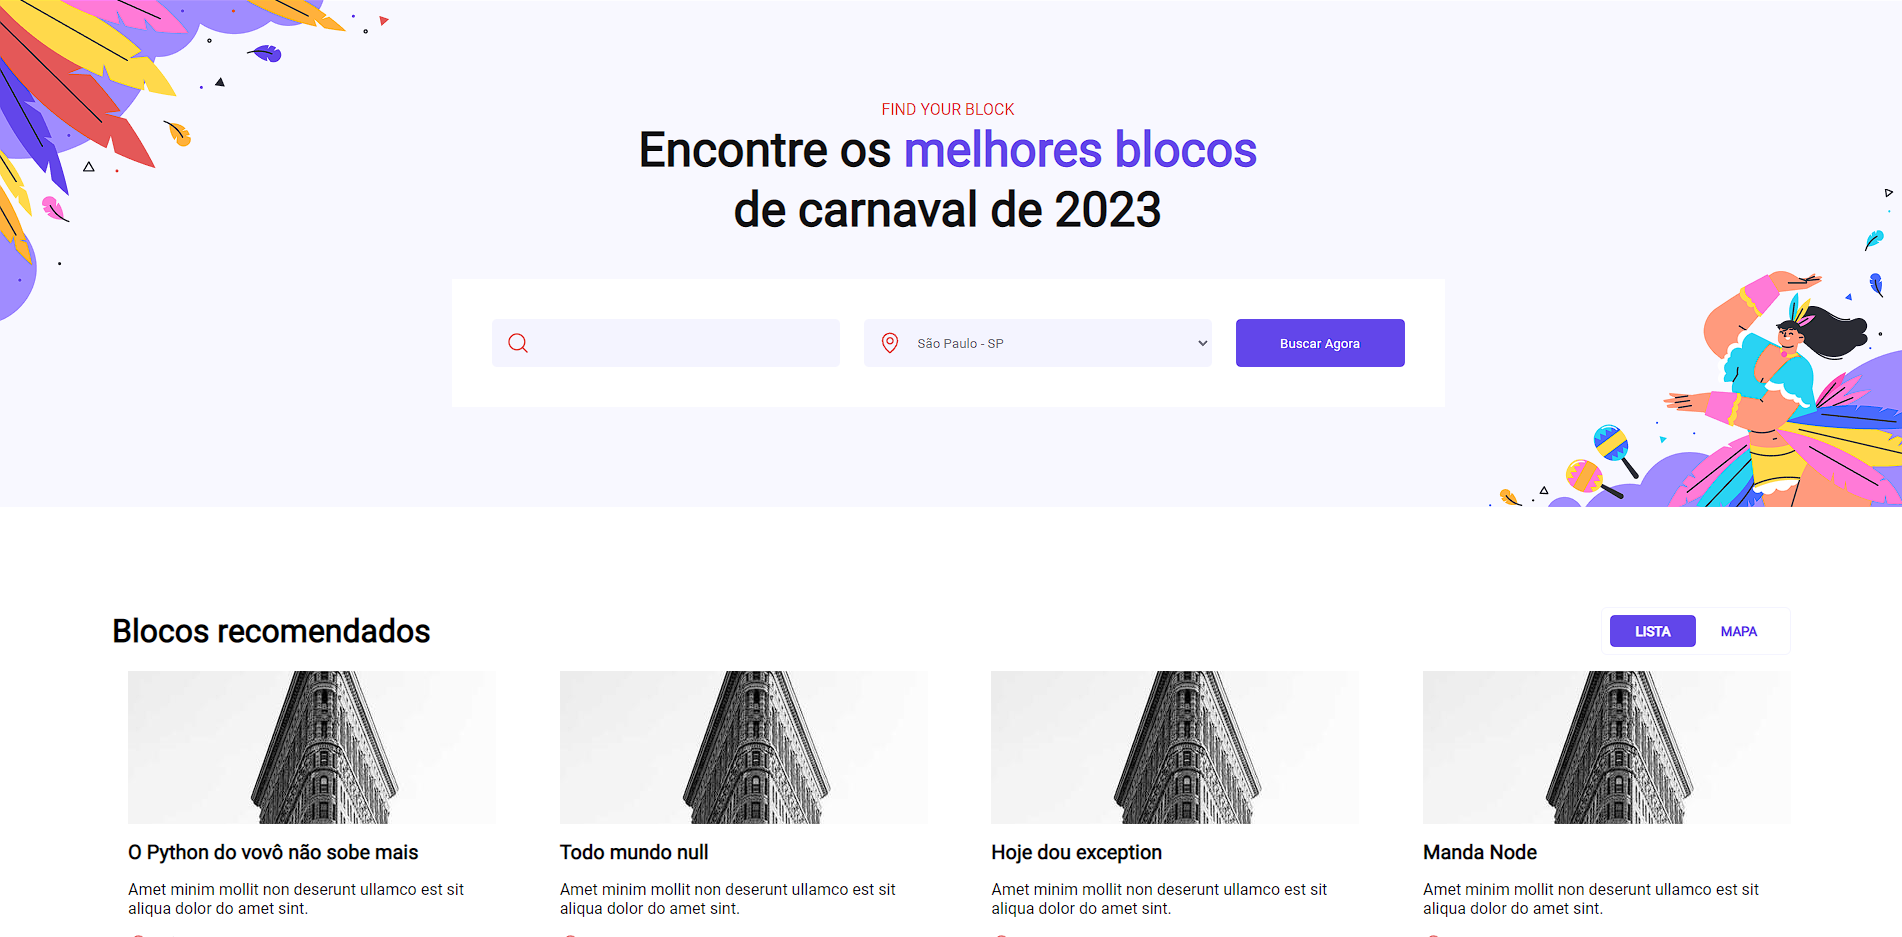 FIND YOUR BLOCK
Encontre os melhores blocos
de carnaval de 2023
São Paulo - SP
Buscar Agora
Blocos recomendados
LISTA
MAPA
O Python do vovô não sobe mais
Amet minim mollit non deserunt ullamco est sit
aliqua dolor do amet sint.
Todo mundo null
Amet minim mollit non deserunt ullamco est sit
aliqua dolor do amet sint.
Hoje dou exception
Amet minim mollit non deserunt ullamco est sit
aliqua dolor do amet sint.
Manda Node
Amet minim mollit non deserunt ullamco est sit
aliqua dolor do amet sint.